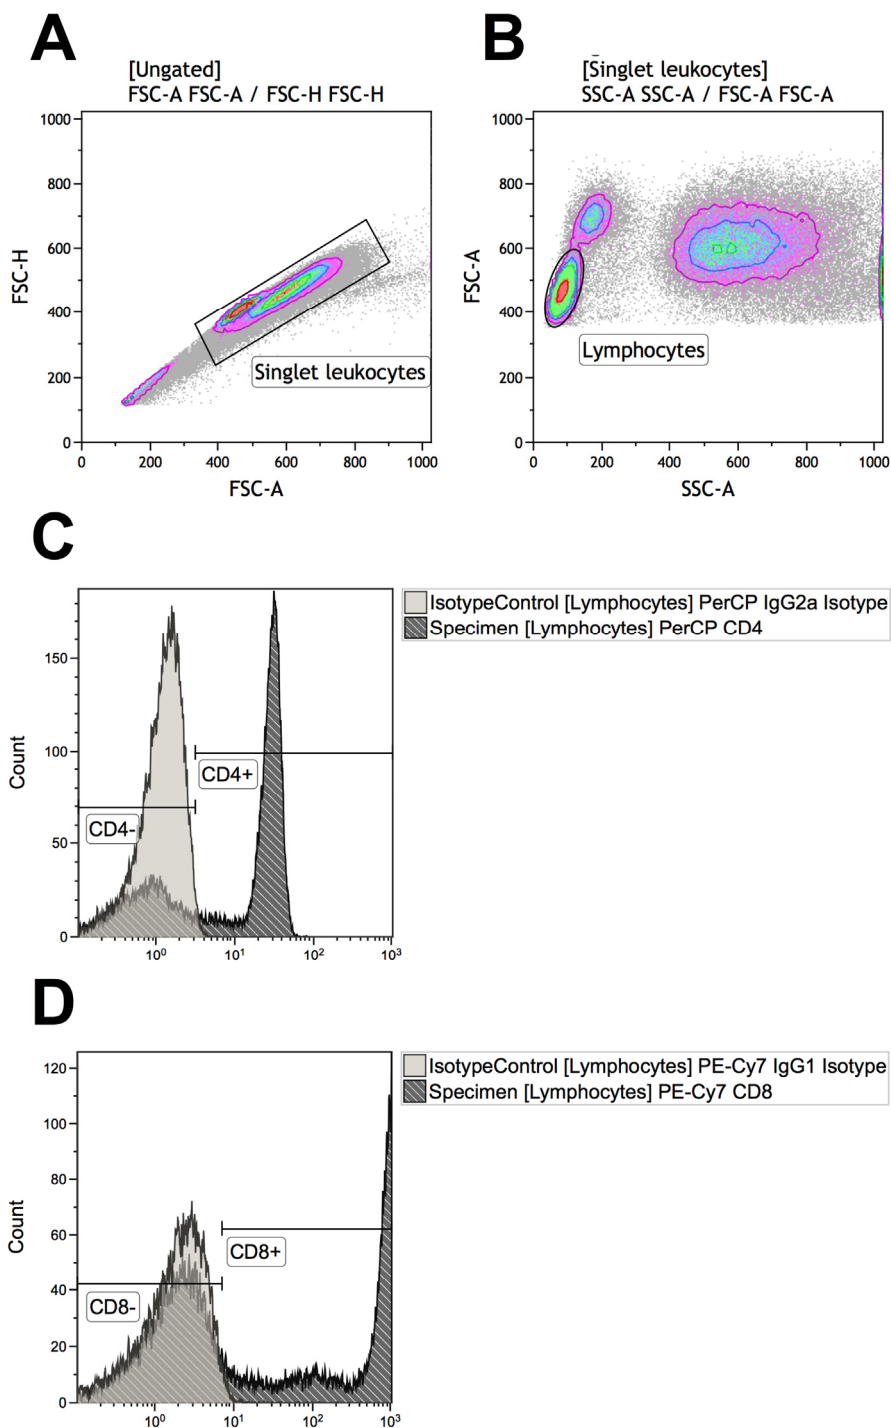 A
[Ungated]
FSC-A FSC-A / FSC-H FSC-H
1000
800
600
400
200
0
FSC-H
Singlet leukocytes
0 200 400 600 800 1000
FSC-A
B
[Singlet leukocytes]
SSC-A SSC-A / FSC-A FSC-A
1000
800
600
400
200
0
FSC-A
Lymphocytes
0 200 400 600 800 1000
SSC-A
C
IsotypeControl [Lymphocytes] PerCP IgG2a Isotype
Specimen [Lymphocytes] PerCP CD4
150
100
50
0
Count
CD4+
CD4-
10⁰ 10¹ 10² 10³
D
IsotypeControl [Lymphocytes] PE-Cy7 IgG1 Isotype
Specimen [Lymphocytes] PE-Cy7 CD8
120
100
80
60
40
20
0
Count
CD8+
CD8-
10⁰ 10¹ 10² 10³